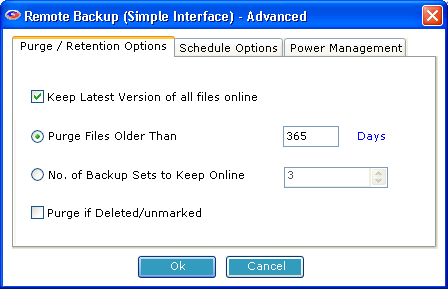 Remote Backup (Simple Interface) - Advanced
Purge / Retention Options
Schedule Options
Power Management
Keep Latest Version of all files online
Purge Files Older Than 365 Days
No. of Backup Sets to Keep Online 3
Purge if Deleted/unmarked
Ok
Cancel